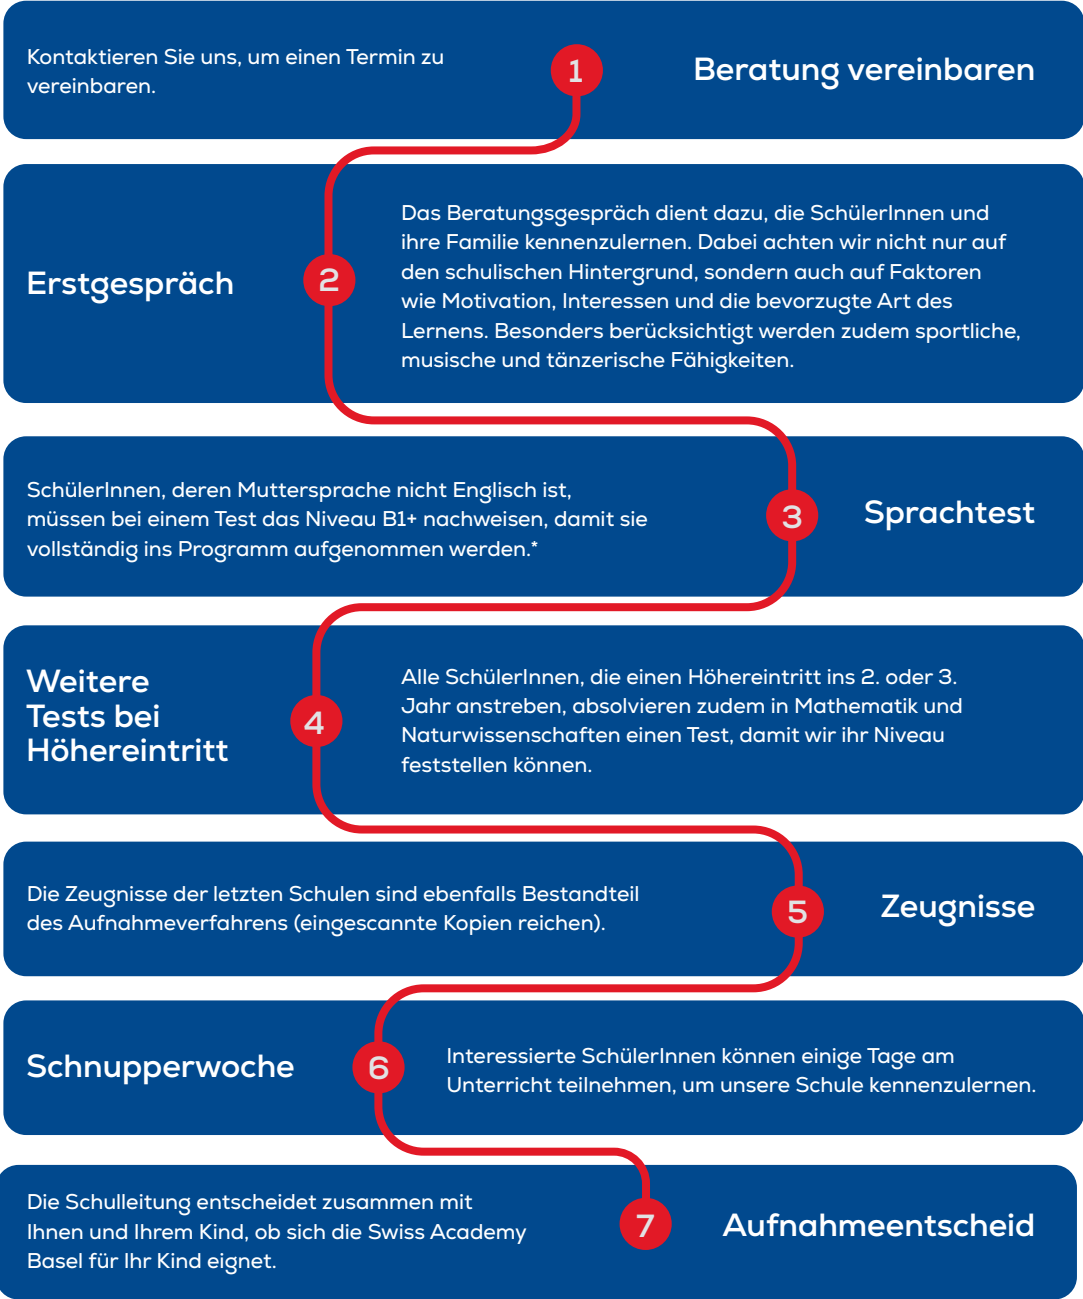 Kontaktieren Sie uns, um einen Termin zu
vereinbaren.
1
Beratung vereinbaren
Erstgespräch
2
Das Beratungsgespräch dient dazu, die SchülerInnen und
ihre Familie kennenzulernen. Dabei achten wir nicht nur auf
den schulischen Hintergrund, sondern auch auf Faktoren
wie Motivation, Interessen und die bevorzugte Art des
Lernens. Besonders berücksichtigt werden zudem sportliche,
musische und tänzerische Fähigkeiten.
SchülerInnen, deren Muttersprache nicht Englisch ist,
müssen bei einem Test das Niveau B1+ nachweisen, damit sie
vollständig ins Programm aufgenommen werden.*
3
Sprachtest
Weitere
Tests bei
Höhereintritt
4
Alle SchülerInnen, die einen Höhereintritt ins 2. oder 3.
Jahr anstreben, absolvieren zudem in Mathematik und
Naturwissenschaften einen Test, damit wir ihr Niveau
feststellen können.
Die Zeugnisse der letzten Schulen sind ebenfalls Bestandteil
des Aufnahmeverfahrens (eingescannte Kopien reichen).
5
Zeugnisse
Schnupperwoche
6
Interessierte SchülerInnen können einige Tage am
Unterricht teilnehmen, um unsere Schule kennenzulernen.
Die Schulleitung entscheidet zusammen mit
Ihnen und Ihrem Kind, ob sich die Swiss Academy
Basel für Ihr Kind eignet.
7
Aufnahmeentscheid